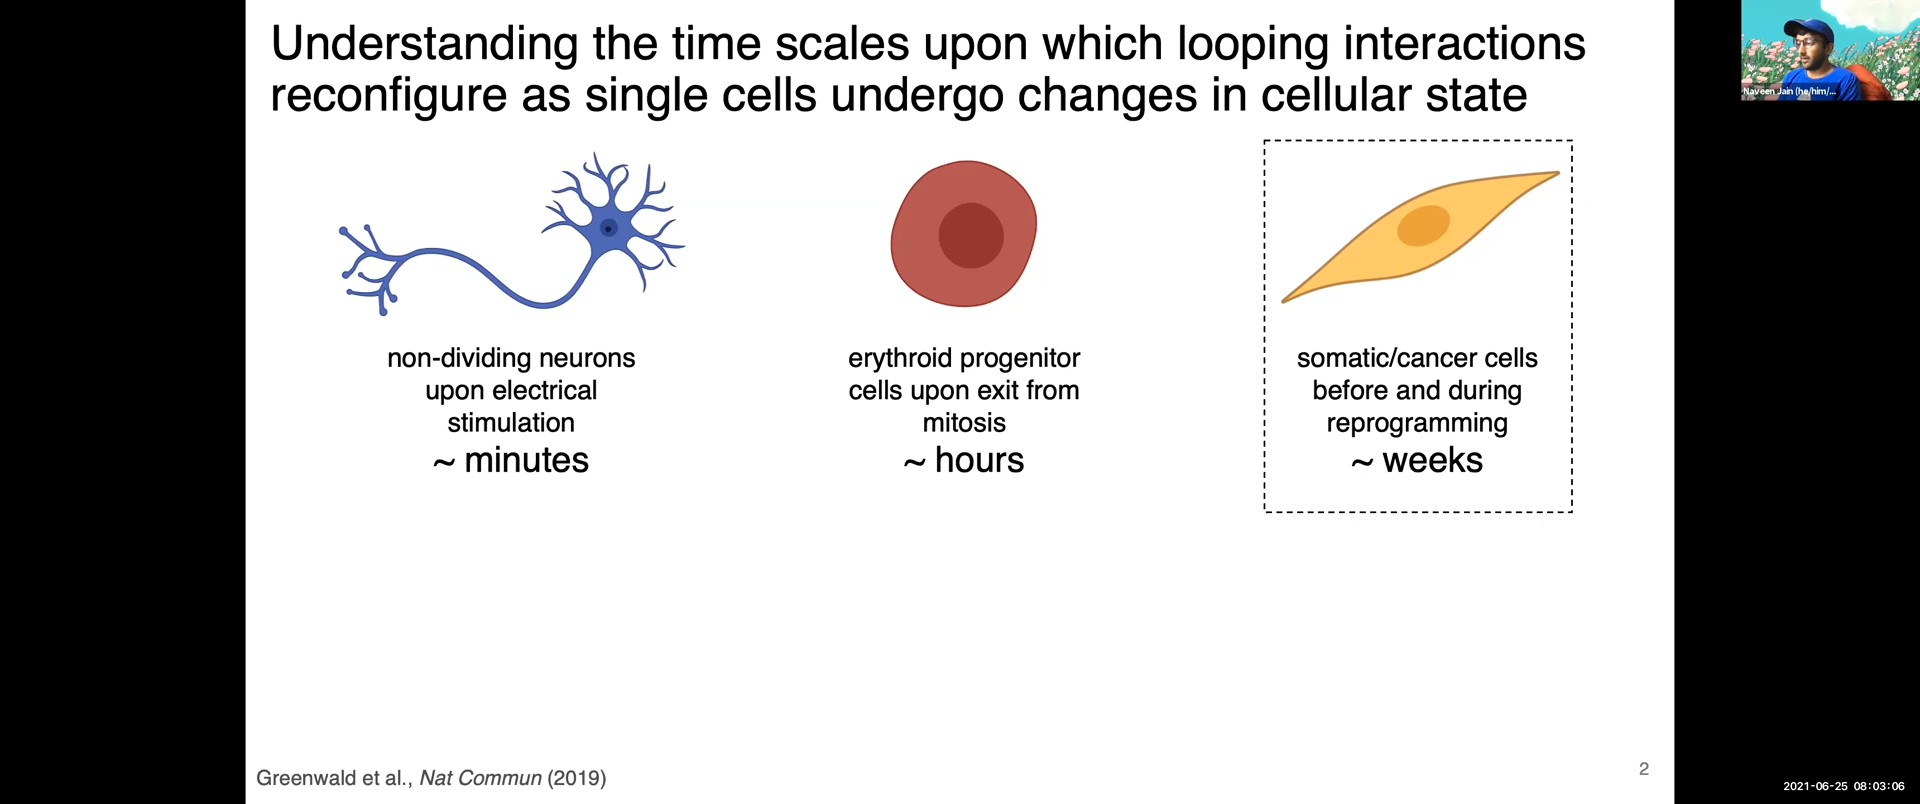 Understanding the time scales upon which looping interactions
reconfigure as single cells undergo changes in cellular state
non-dividing neurons
upon electrical
stimulation
~ minutes
erythroid progenitor
cells upon exit from
mitosis
~ hours
somatic/cancer cells
before and during
reprogramming
~ weeks
Greenwald et al., Nat Commun (2019)
2
Naveen Jain (he/him/...
2021-06-25 08:03:06